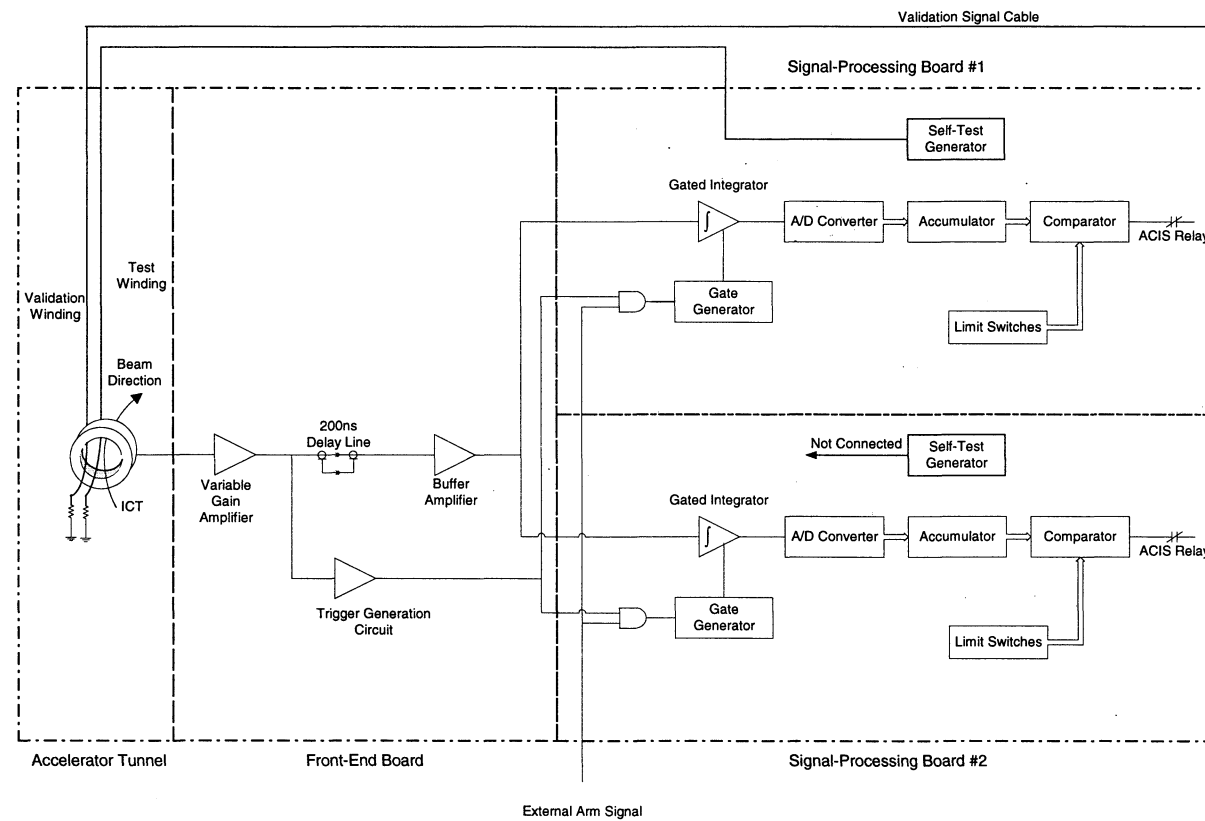 Validation Signal Cable
Signal-Processing Board #1
Self-Test
Generator
Gated Integrator
∫
A/D Converter
Accumulator
Comparator
ACIS Relay
Gate
Generator
Limit Switches
Test
Winding
Validation
Winding
Beam
Direction
ICT
Variable
Gain
Amplifier
200ns
Delay Line
Buffer
Amplifier
Trigger Generation
Circuit
Not Connected
Self-Test
Generator
Gated Integrator
∫
A/D Converter
Accumulator
Comparator
ACIS Relay
Gate
Generator
Limit Switches
Accelerator Tunnel
Front-End Board
Signal-Processing Board #2
External Arm Signal